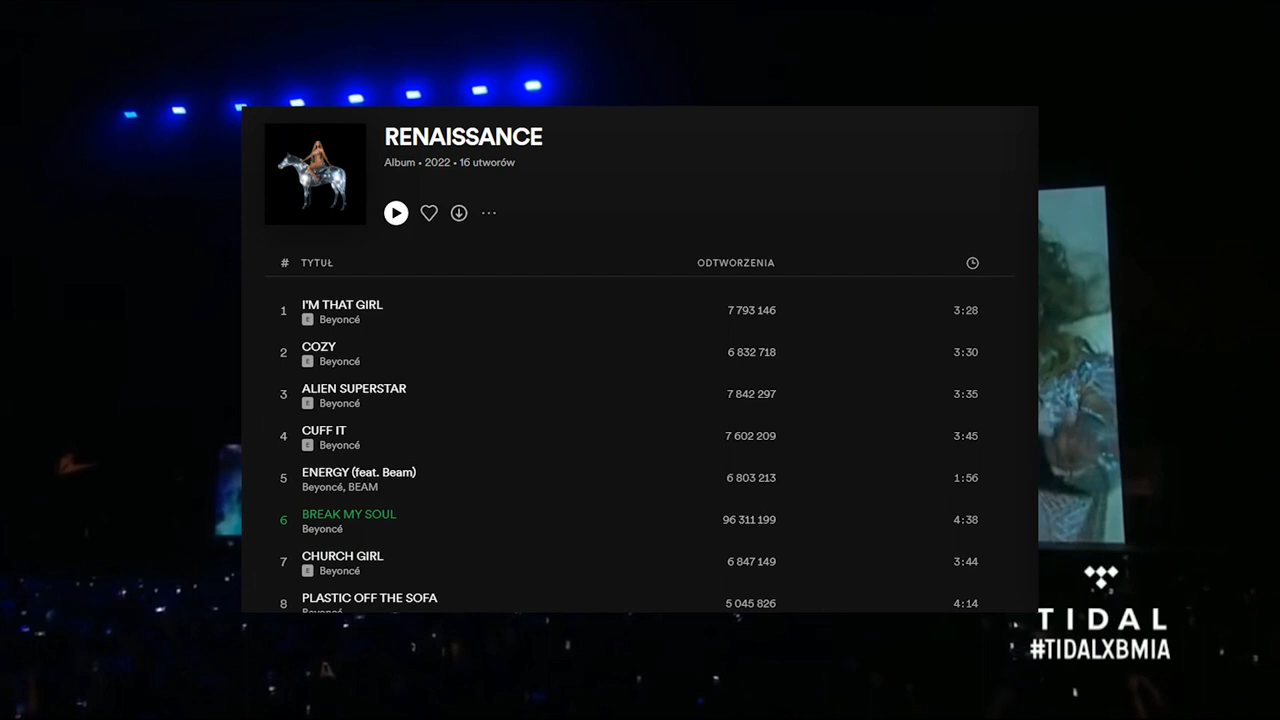 RENAISSANCE
Album • 2022 • 16 utworów
# TYTUŁ ODTWORZENIA
1 I'M THAT GIRL 7 793 146 3:28
E Beyoncé
2 COZY 6 832 718 3:30
E Beyoncé
3 ALIEN SUPERSTAR 7 842 297 3:35
E Beyoncé
4 CUFF IT 7 602 209 3:45
E Beyoncé
5 ENERGY (feat. Beam) 6 803 213 1:56
Beyoncé, BEAM
6 BREAK MY SOUL 96 311 199 4:38
Beyoncé
7 CHURCH GIRL 6 847 149 3:44
E Beyoncé
8 PLASTIC OFF THE SOFA 5 045 826 4:14
Beyoncé
TIDAL
#TIDALXBMIA